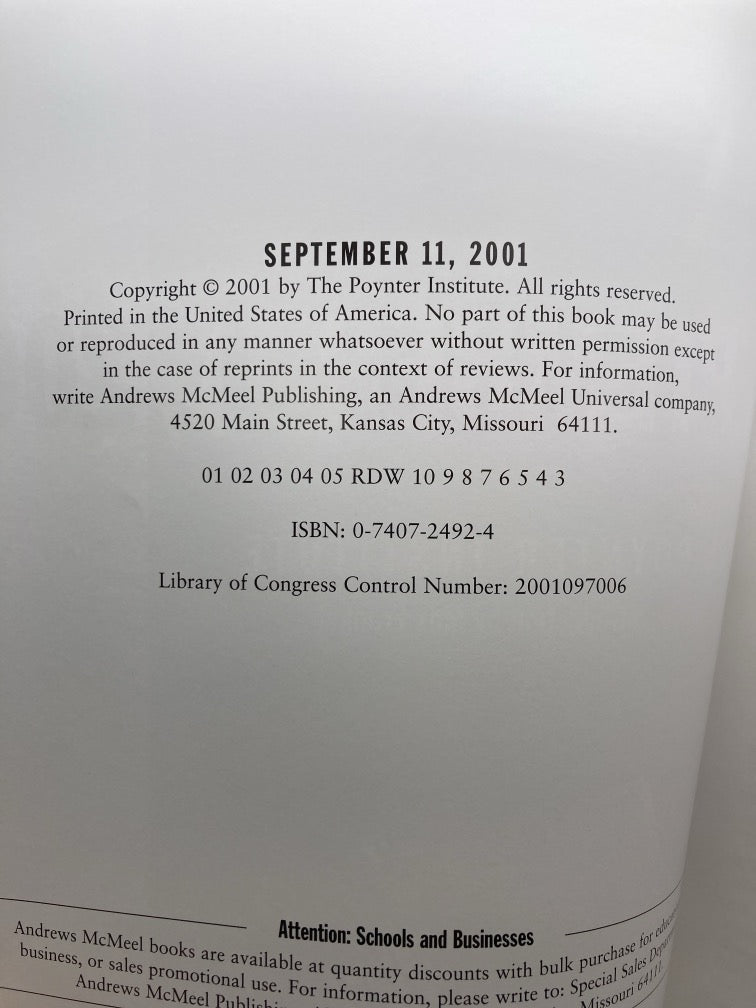 SEPTEMBER 11, 2001
Copyright © 2001 by The Poynter Institute. All rights reserved.
Printed in the United States of America. No part of this book may be used
or reproduced in any manner whatsoever without written permission except
in the case of reprints in the context of reviews. For information,
write Andrews McMeel Publishing, an Andrews McMeel Universal company,
4520 Main Street, Kansas City, Missouri 64111.
01 02 03 04 05 RDW 10 9 8 7 6 5 4 3
ISBN: 0-7407-2492-4
Library of Congress Control Number: 2001097006
Attention: Schools and Businesses
Andrews McMeel books are available at quantity discounts with bulk purchase for
business, or sales promotional use. For information, please write to: Special Sales
Andrews McMeel Missouri 64111.